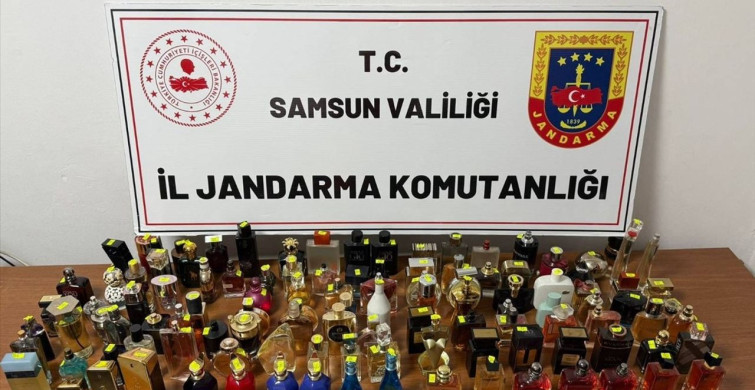 T.C.
SAMSUN VALİLİĞİ
İL JANDARMA KOMUTANLIĞI
TÜRKİYE CUMHURİYETİ İÇİŞLERİ BAKANLIĞI
1839
JANDARMA